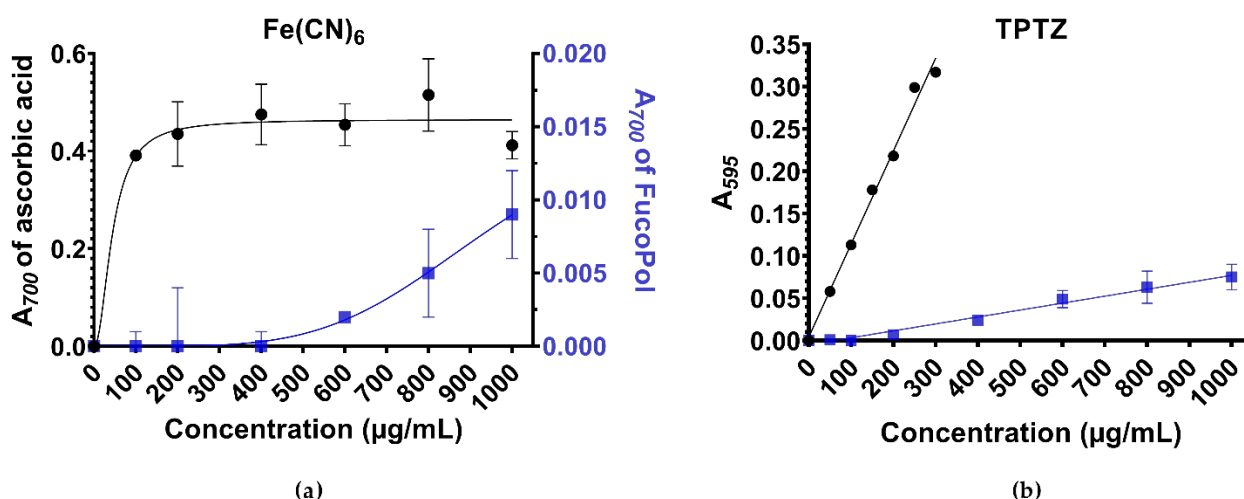 Fe(CN)6
A700 of ascorbic acid
0.6
0.4
0.2
0.0
0.020
0.015
0.010
0.005
0.000
A700 of FucoPol
0 100 200 300 400 500 600 700 800 900 1000
Concentration (µg/mL)
(a)
TPTZ
A595
0.35
0.30
0.25
0.20
0.15
0.10
0.05
0.00
0 100 200 300 400 500 600 700 800 900 1000
Concentration (µg/mL)
(b)